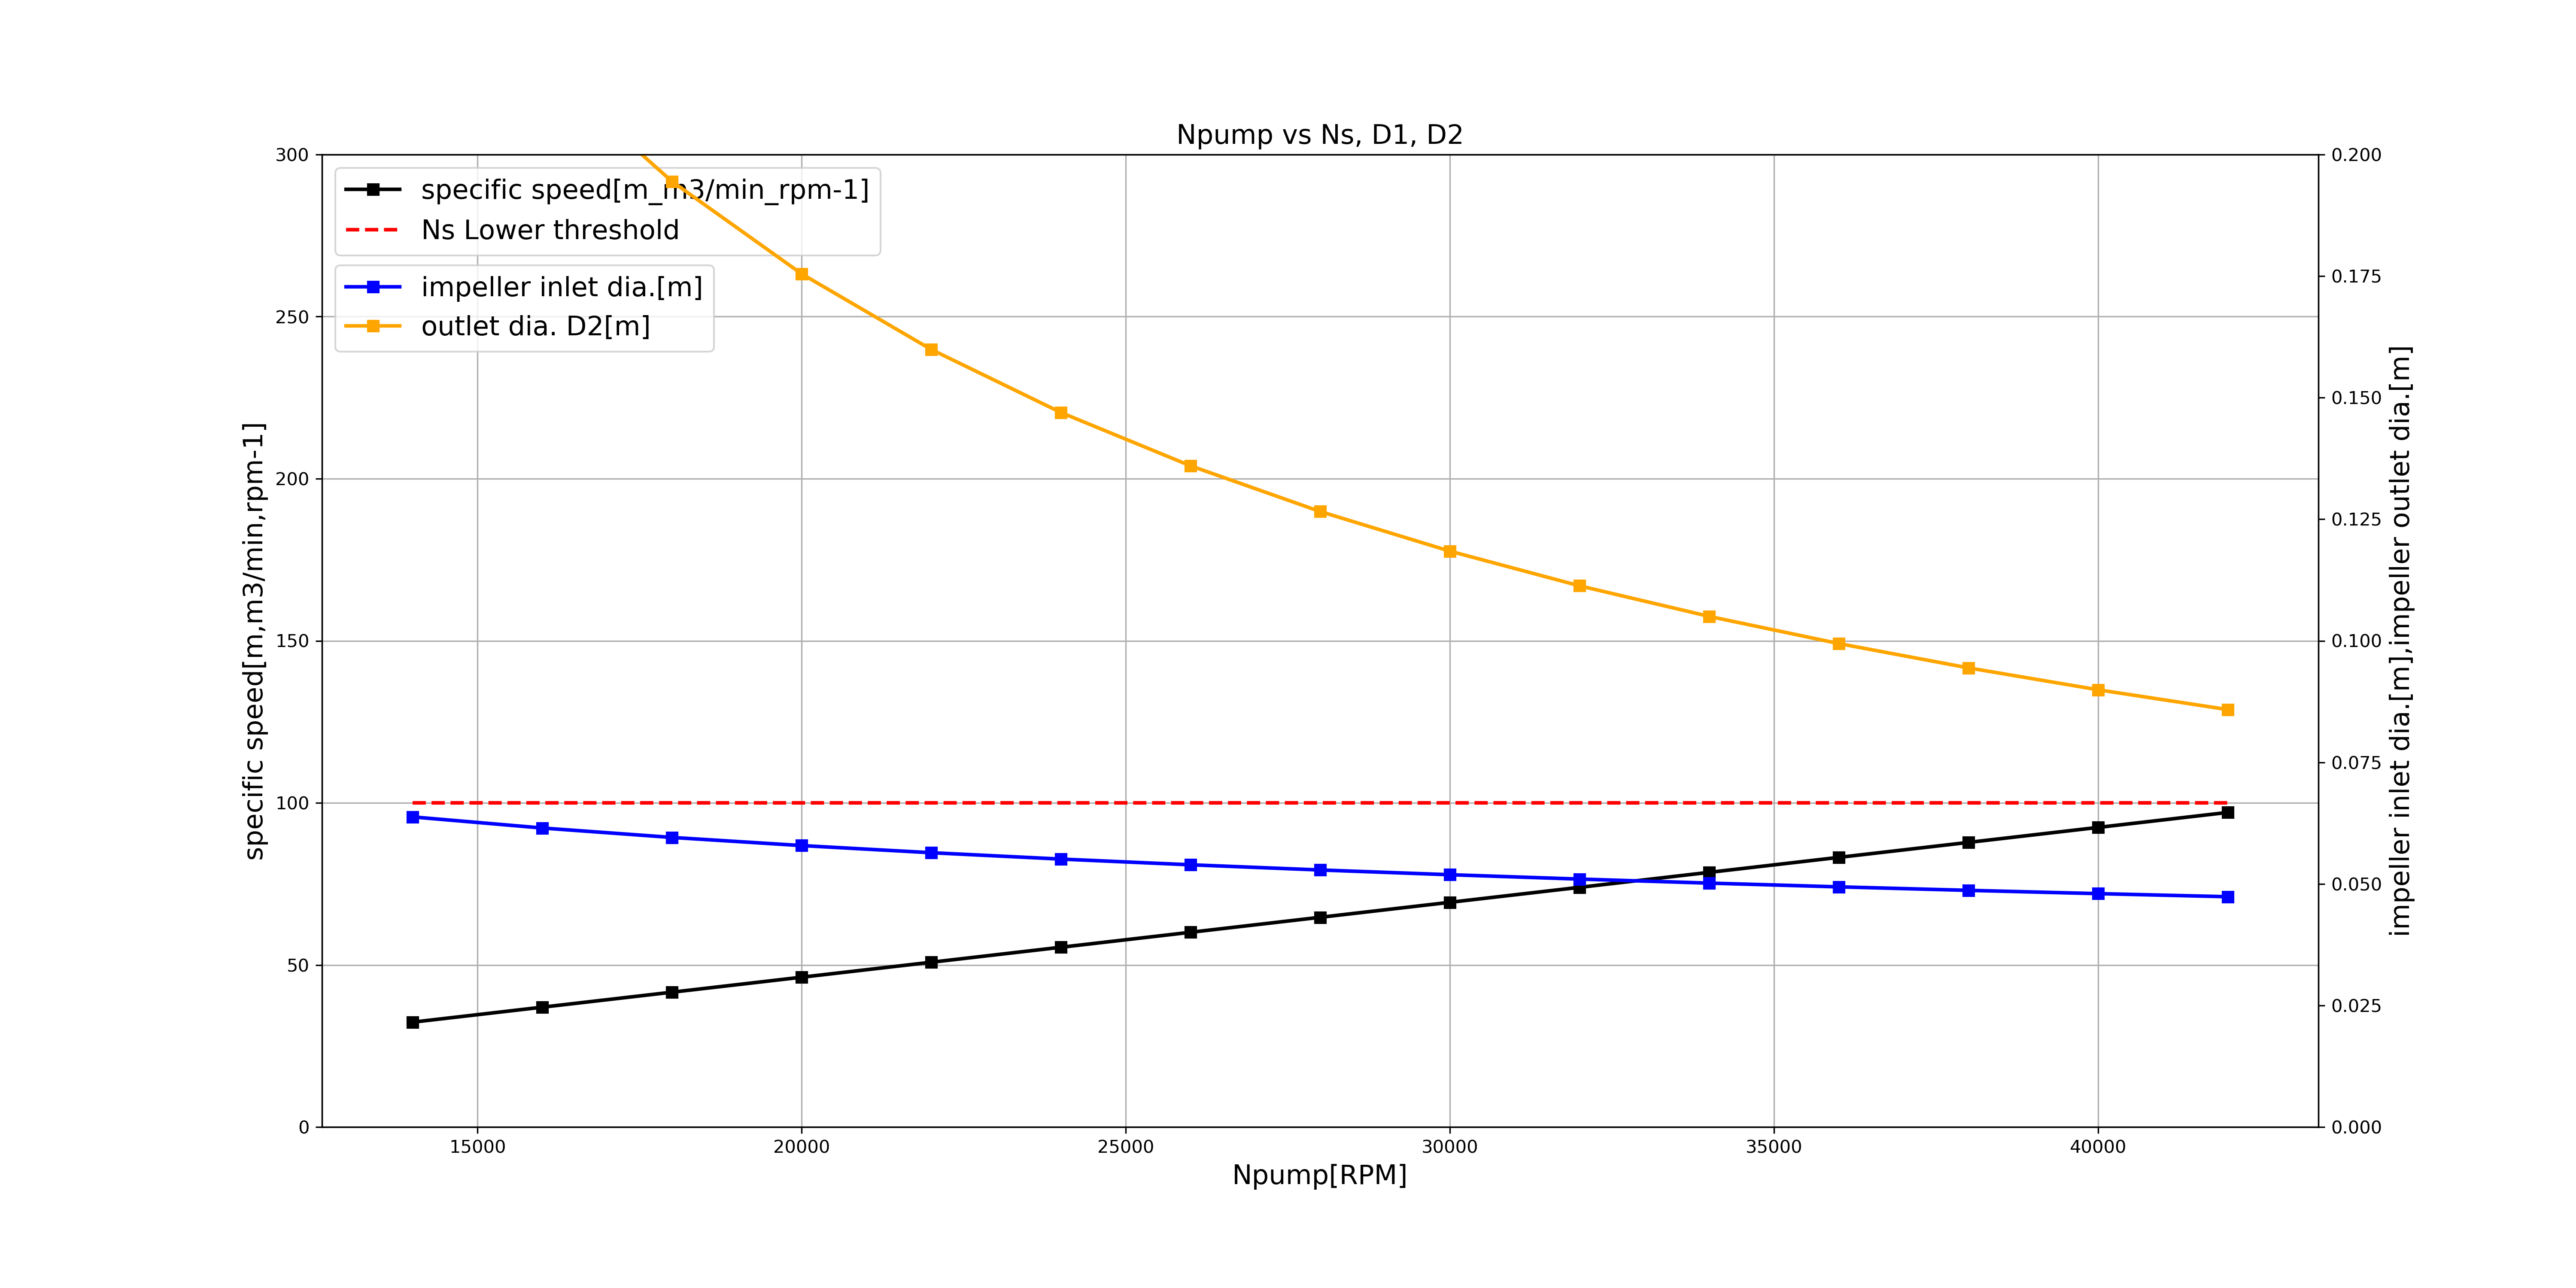 Npump vs Ns, D1, D2
specific speed[m_m3/min_rpm-1]
Ns Lower threshold
impeller inlet dia.[m]
outlet dia. D2[m]
specific speed[m,m3/min,rpm-1]
300
250
200
150
100
50
0
0.200
0.175
0.150
0.125
0.100
0.075
0.050
0.025
0.000
impeller inlet dia.[m],impeller outlet dia.[m]
15000 20000 25000 30000 35000 40000
Npump[RPM]